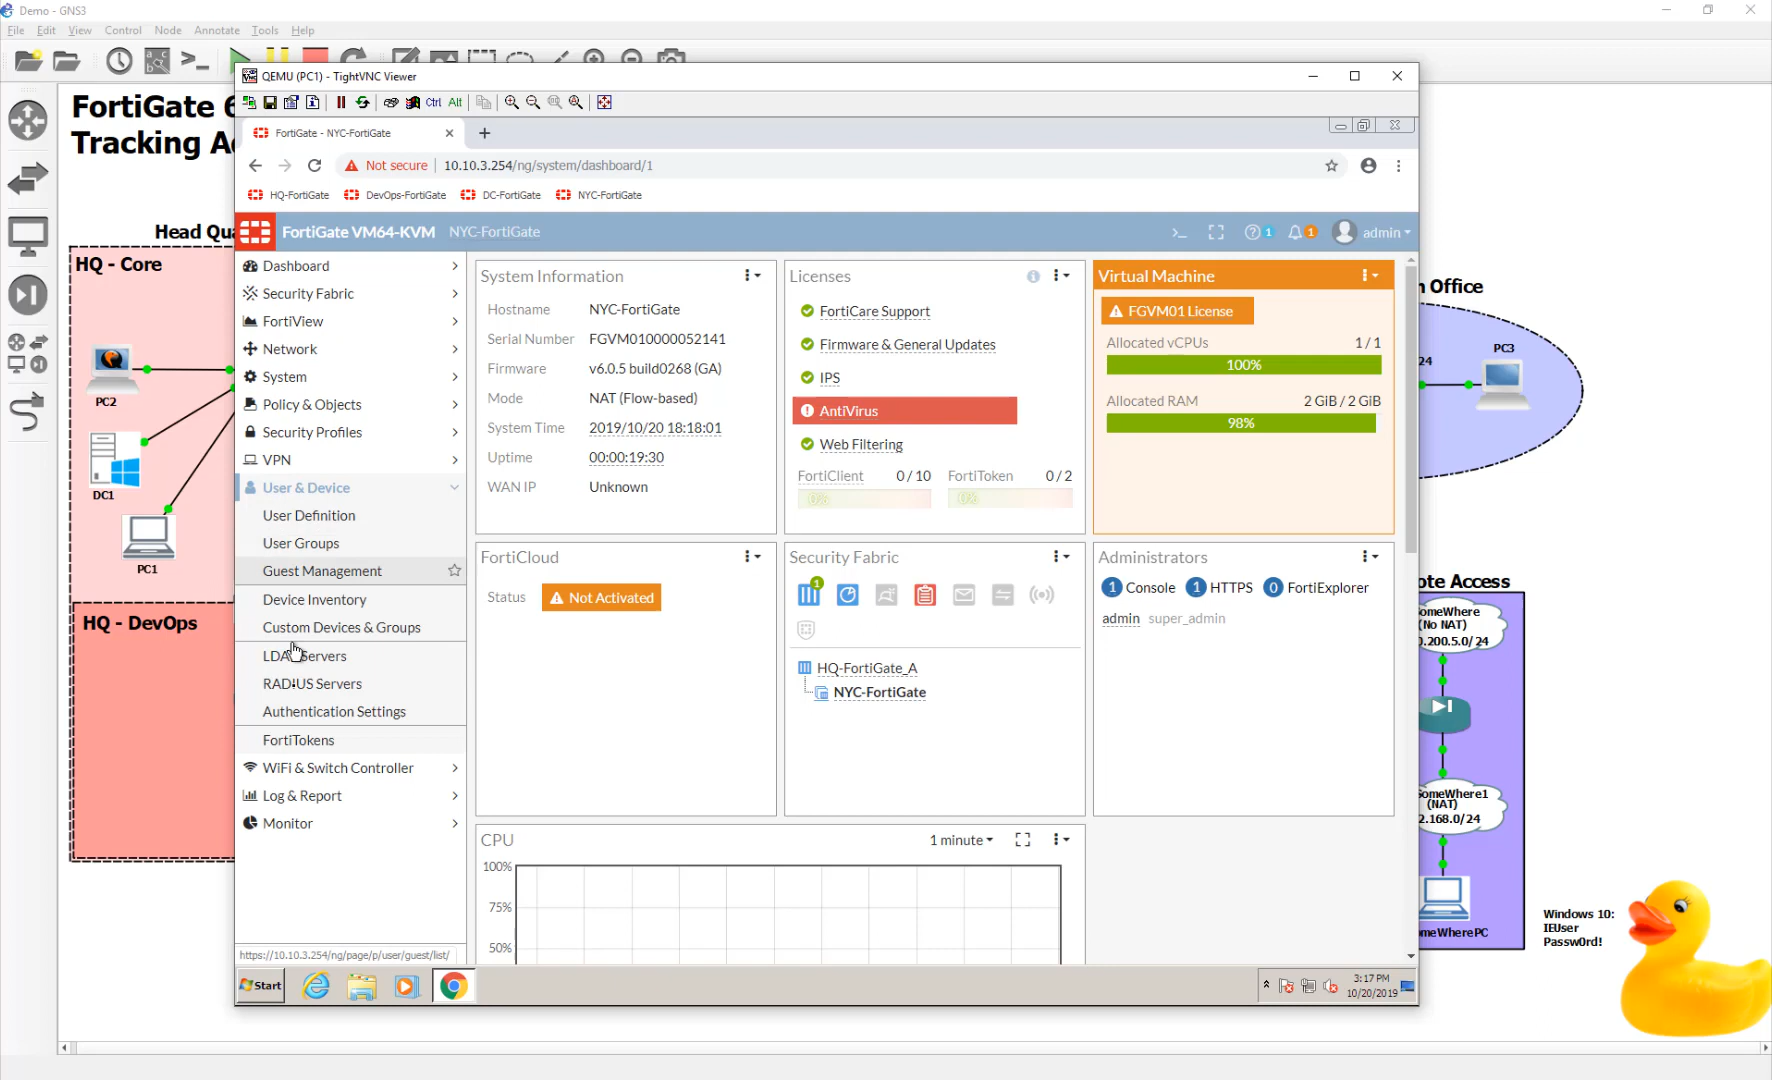 Demo - GNS3
File Edit View Control Node Annotate Tools Help
FortiGate 6
Tracking A
Head Qua
HQ - Core
PC2
DC1
PC1
HQ - DevOps
QEMU (PC1) - TightVNC Viewer
Ctrl Alt
FortiGate - NYC-FortiGate
Not secure 10.10.3.254/ng/system/dashboard/1
HQ-FortiGate DevOps-FortiGate DC-FortiGate NYC-FortiGate
FortiGate VM64-KVM NYC-FortiGate
>_ 1 1 admin
Dashboard
Security Fabric
FortiView
Network
System
Policy & Objects
Security Profiles
VPN
User & Device
User Definition
User Groups
Guest Management
Device Inventory
Custom Devices & Groups
Servers
RADIUS Servers
Authentication Settings
FortiTokens
WiFi & Switch Controller
Log & Report
Monitor
https://10.10.3.254/ng/page/p/user/guest/list/
System Information
Hostname NYC-FortiGate
Serial Number FGVM010000052141
Firmware v6.0.5 build0268 (GA)
Mode NAT (Flow-based)
System Time 2019/10/20 18:18:01
Uptime 00:00:19:30
WAN IP Unknown
Licenses
FortiCare Support
Firmware & General Updates
IPS
AntiVirus
Web Filtering
FortiClient 0/10 FortiToken 0/2
0% 0%
Virtual Machine
FGVM01 License
Allocated vCPUs 1/1
100%
Allocated RAM 2 GiB / 2 GiB
98%
FortiCloud
Status Not Activated
Security Fabric
1
HQ-FortiGate_A
NYC-FortiGate
Administrators
1 Console 1 HTTPS 0 FortiExplorer
admin super_admin
CPU 1 minute
100%
75%
50%
Start
3:17 PM
10/20/2019
n Office
24
PC3
ote Access
omeWhere
(No NAT)
.200.5.0/24
omeWhere1
(NAT)
2.168.0/24
meWherePC
Windows 10:
IEUser
Passw0rd!